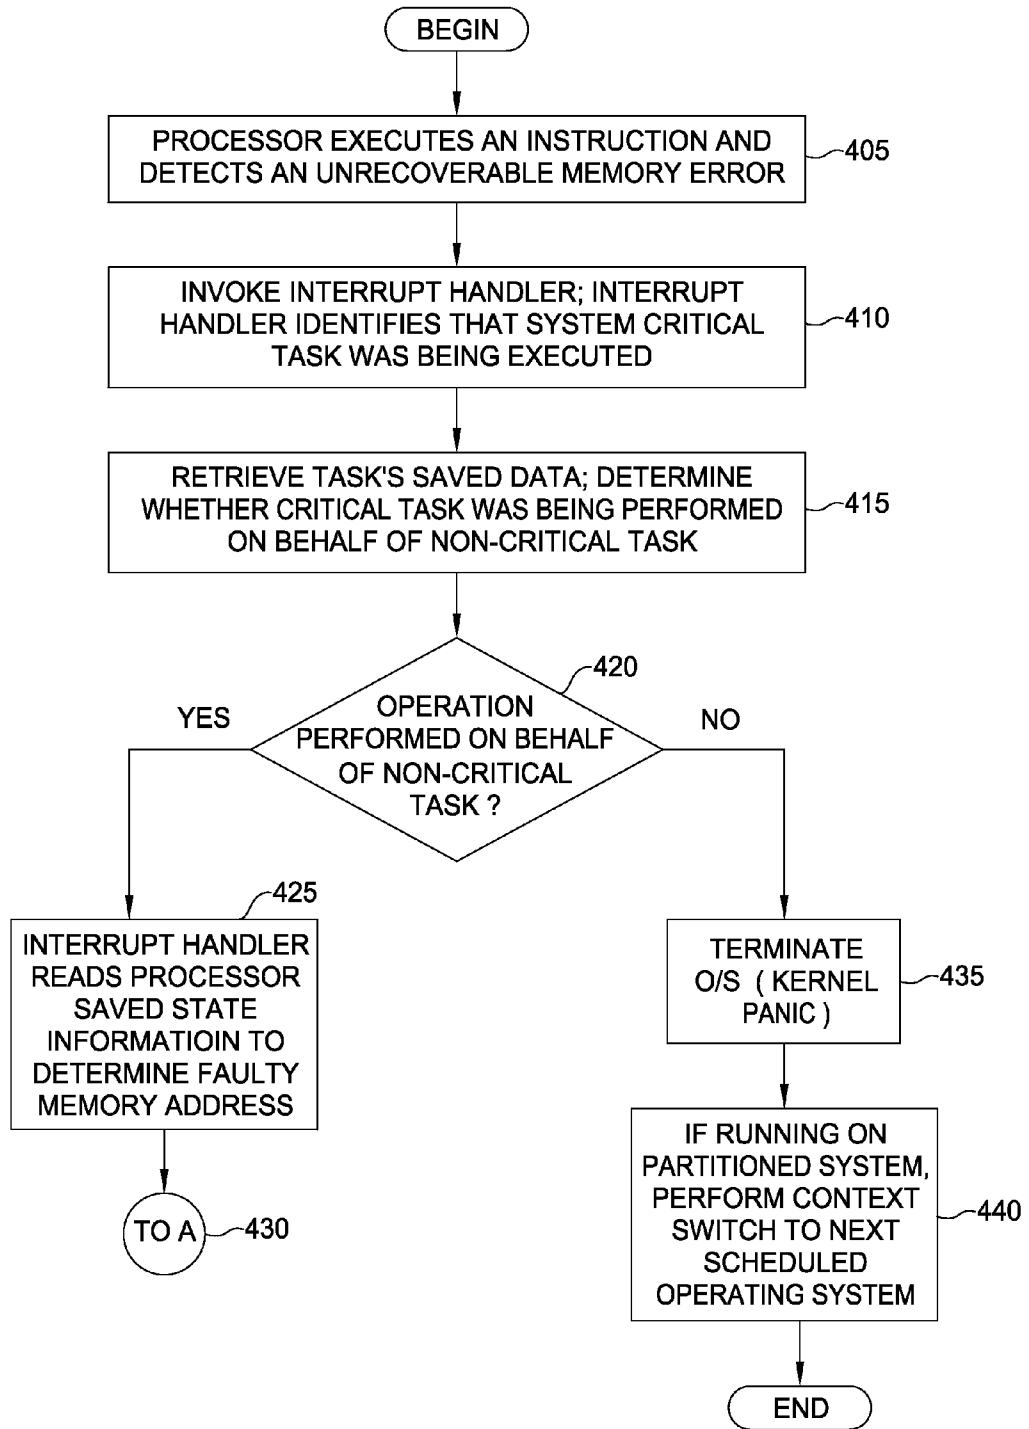 BEGIN
PROCESSOR EXECUTES AN INSTRUCTION AND
DETECTS AN UNRECOVERABLE MEMORY ERROR
405
INVOKE INTERRUPT HANDLER; INTERRUPT
HANDLER IDENTIFIES THAT SYSTEM CRITICAL
TASK WAS BEING EXECUTED
410
RETRIEVE TASK'S SAVED DATA; DETERMINE
WHETHER CRITICAL TASK WAS BEING PERFORMED
ON BEHALF OF NON-CRITICAL TASK
415
420
OPERATION
PERFORMED ON BEHALF
OF NON-CRITICAL
TASK ?
YES
NO
425
INTERRUPT HANDLER
READS PROCESSOR
SAVED STATE
INFORMATIOIN TO
DETERMINE FAULTY
MEMORY ADDRESS
TO A
430
TERMINATE
O/S ( KERNEL
PANIC )
435
IF RUNNING ON
PARTITIONED SYSTEM,
PERFORM CONTEXT
SWITCH TO NEXT
SCHEDULED
OPERATING SYSTEM
440
END